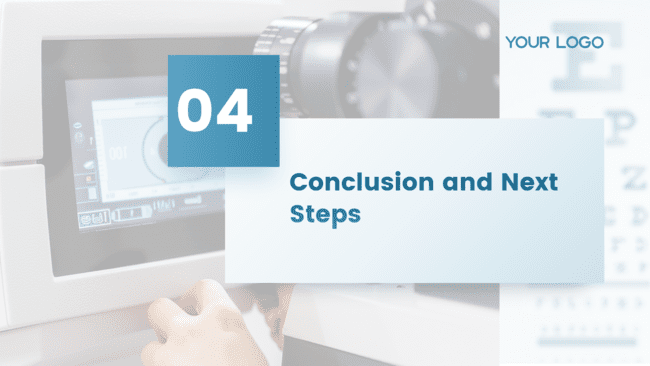 YOUR LOGO
04
Conclusion and Next
Steps